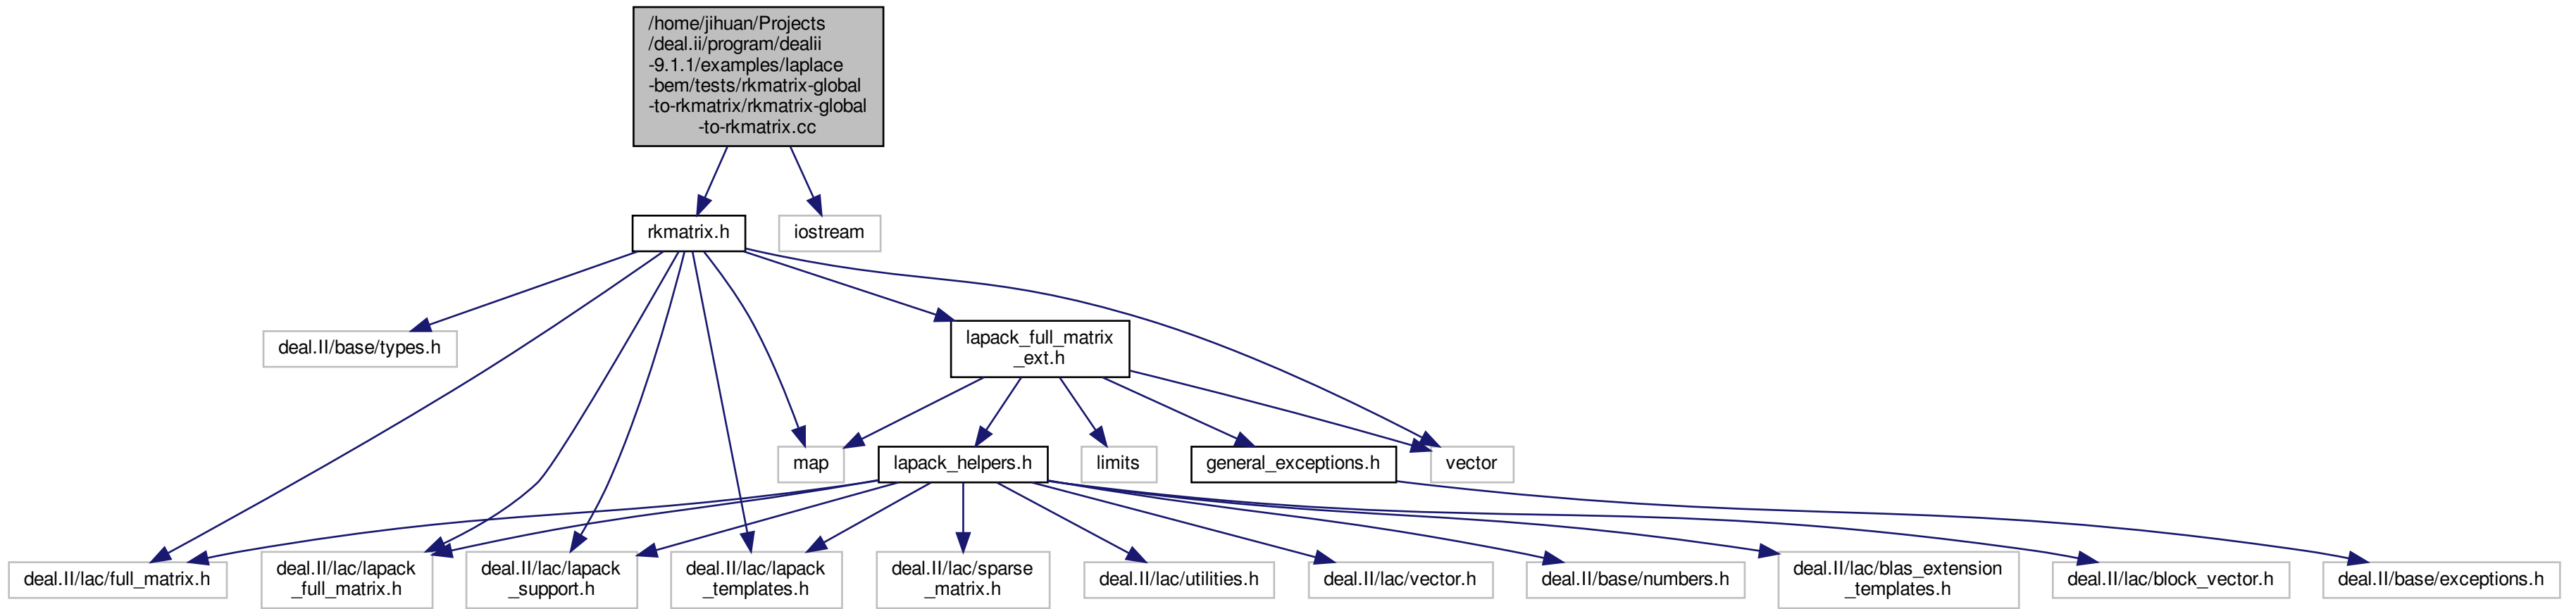 /home/jihuan/Projects
/deal.ii/program/dealii
-9.1.1/examples/laplace
-bem/tests/rkmatrix-global
-to-rkmatrix/rkmatrix-global
-to-rkmatrix.cc
rkmatrix.h
iostream
deal.II/base/types.h
lapack_full_matrix
_ext.h
map
lapack_helpers.h
limits
general_exceptions.h
vector
deal.II/lac/full_matrix.h
deal.II/lac/lapack
_full_matrix.h
deal.II/lac/lapack
_support.h
deal.II/lac/lapack
_templates.h
deal.II/lac/sparse
_matrix.h
deal.II/lac/utilities.h
deal.II/lac/vector.h
deal.II/base/numbers.h
deal.II/lac/blas_extension
_templates.h
deal.II/lac/block_vector.h
deal.II/base/exceptions.h